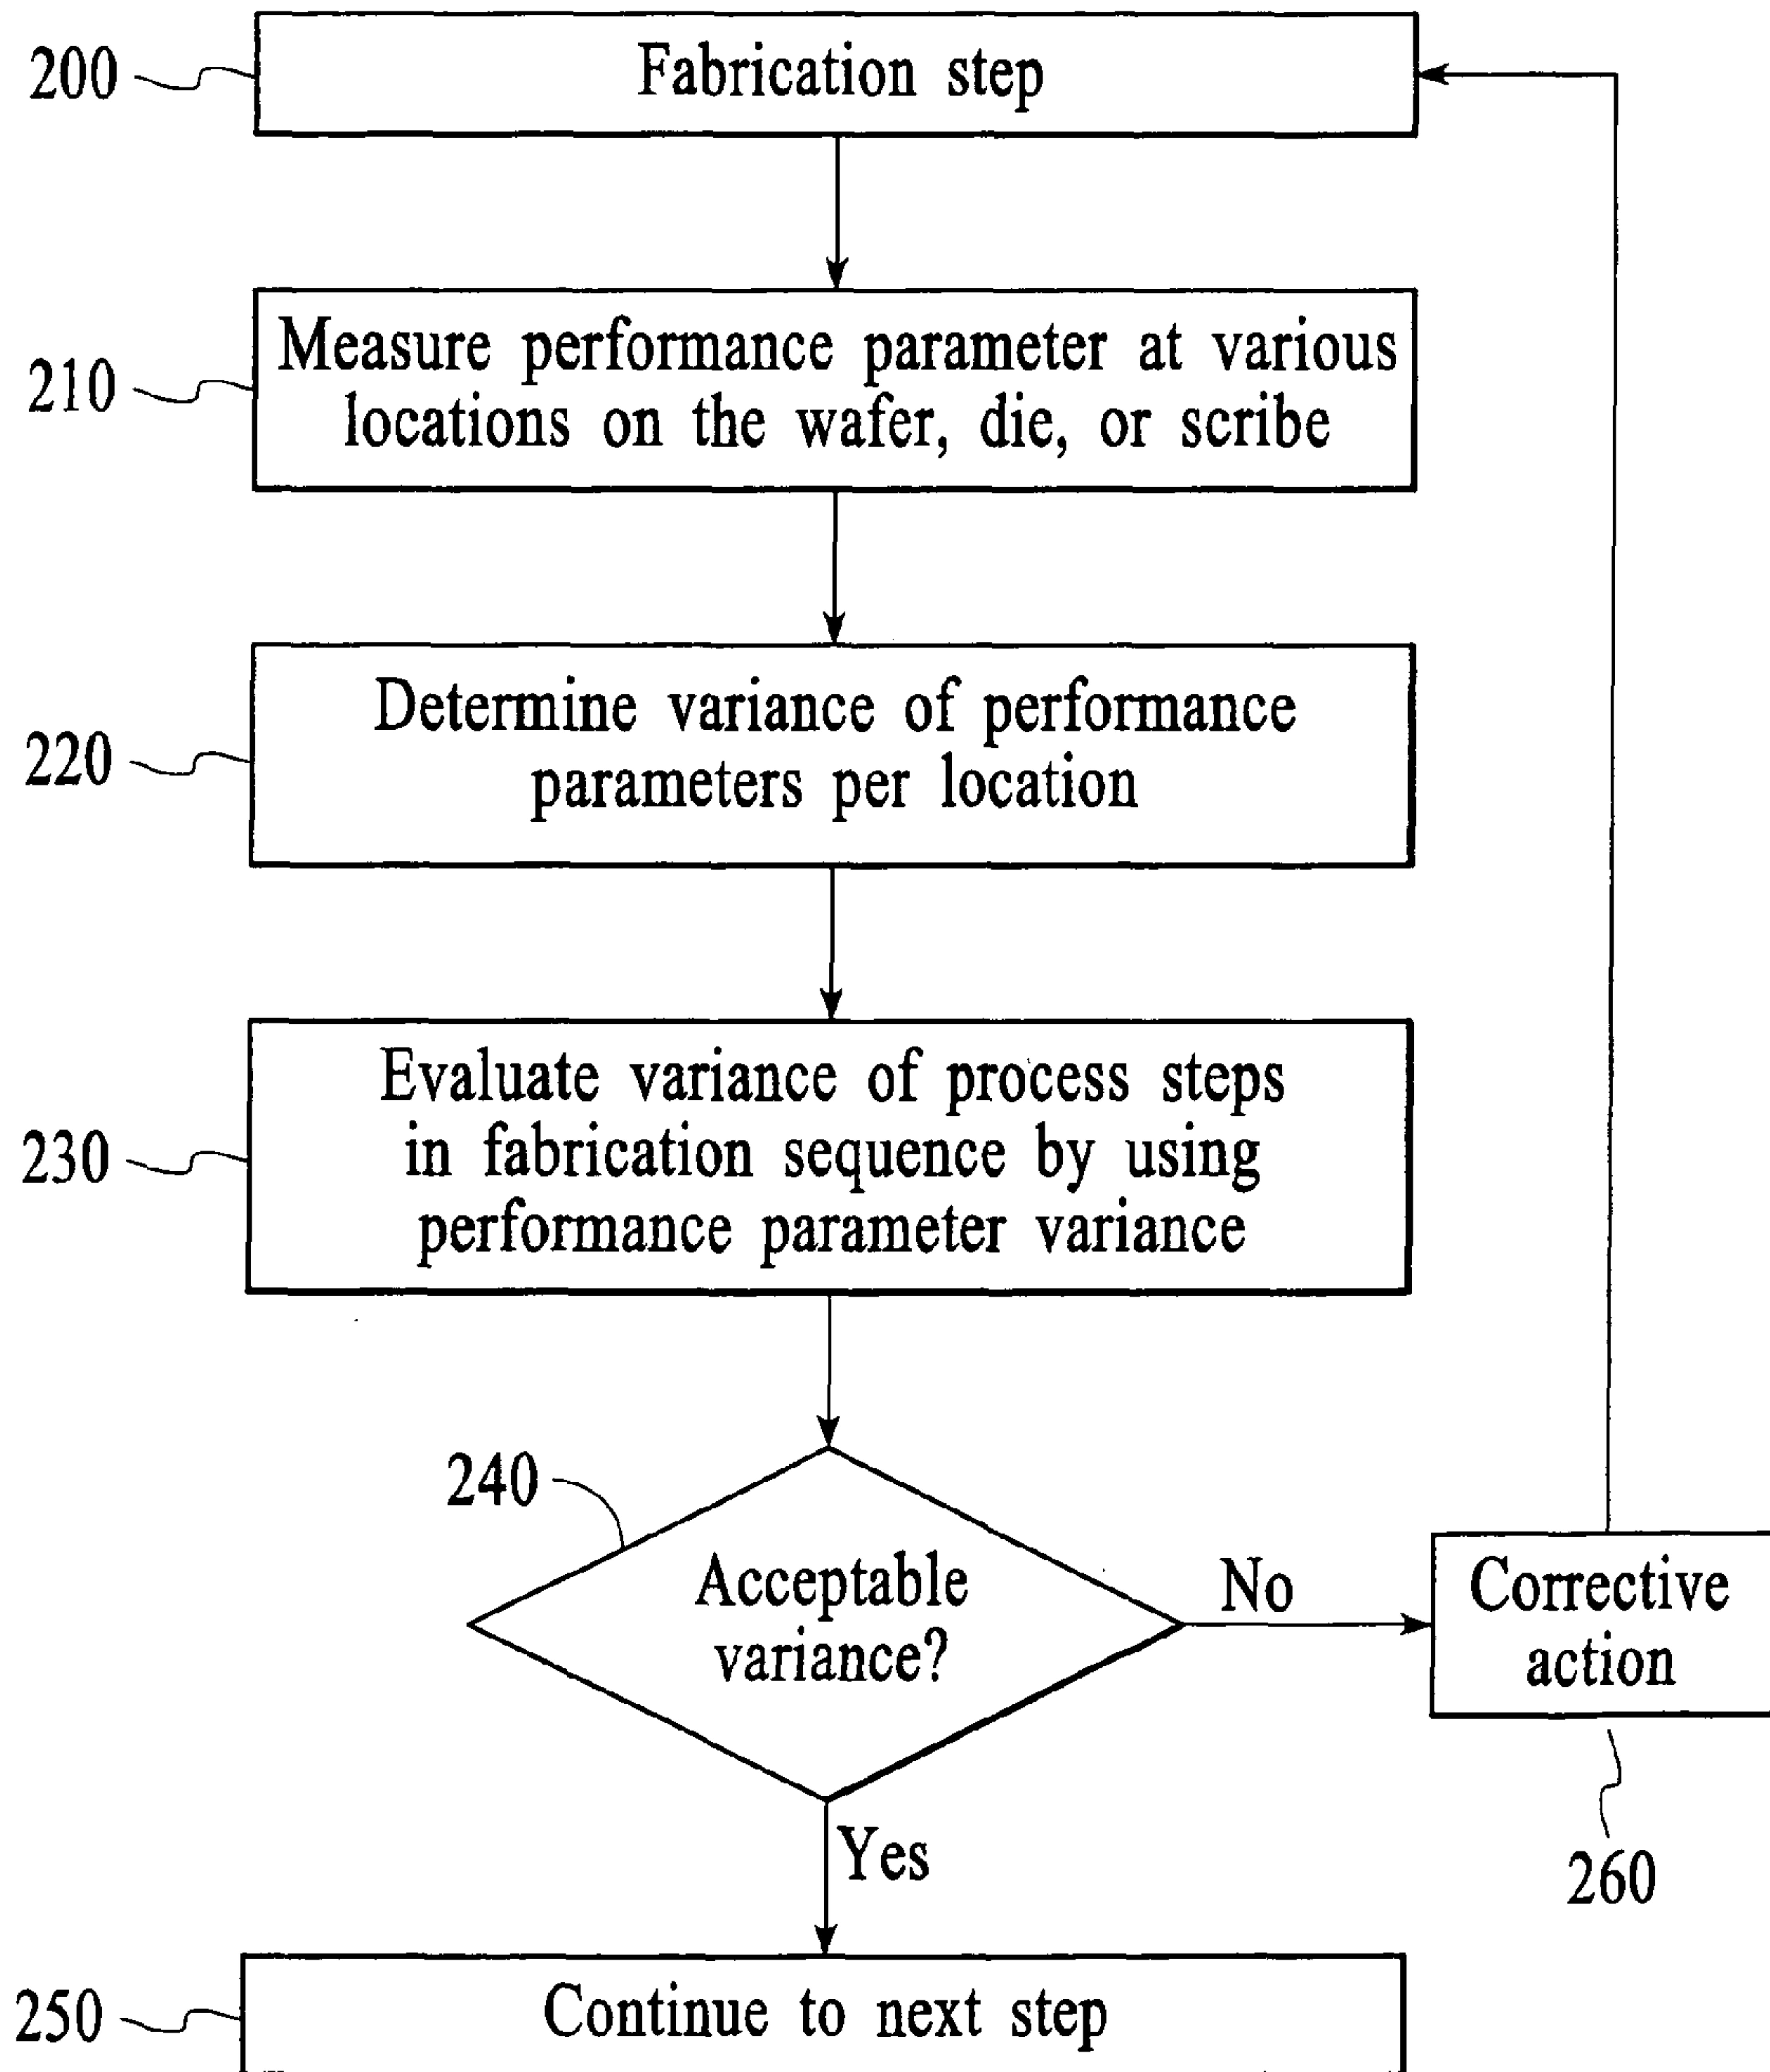 200
Fabrication step
210
Measure performance parameter at various
locations on the wafer, die, or scribe
220
Determine variance of performance
parameters per location
230
Evaluate variance of process steps
in fabrication sequence by using
performance parameter variance
240
Acceptable
variance?
No
Corrective
action
Yes
260
250
Continue to next step